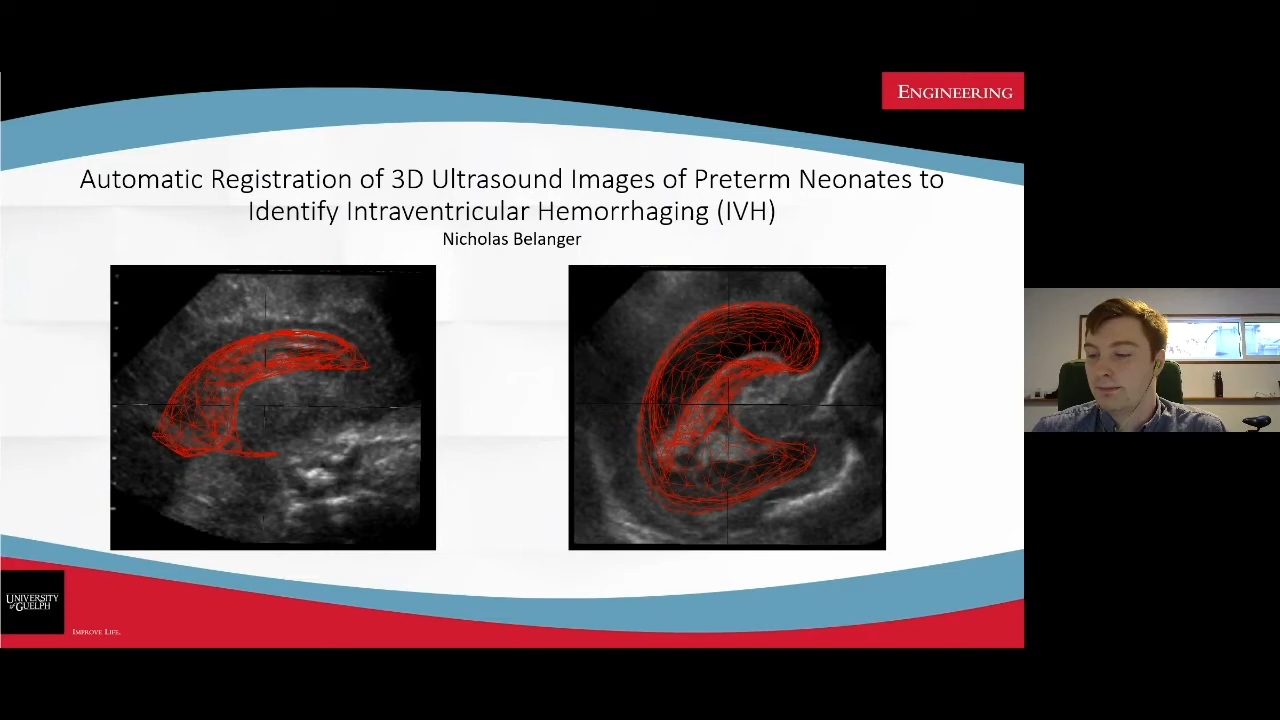 ENGINEERING
Automatic Registration of 3D Ultrasound Images of Preterm Neonates to
Identify Intraventricular Hemorrhaging (IVH)
Nicholas Belanger
UNIVERSITY
of GUELPH
IMPROVE LIFE.